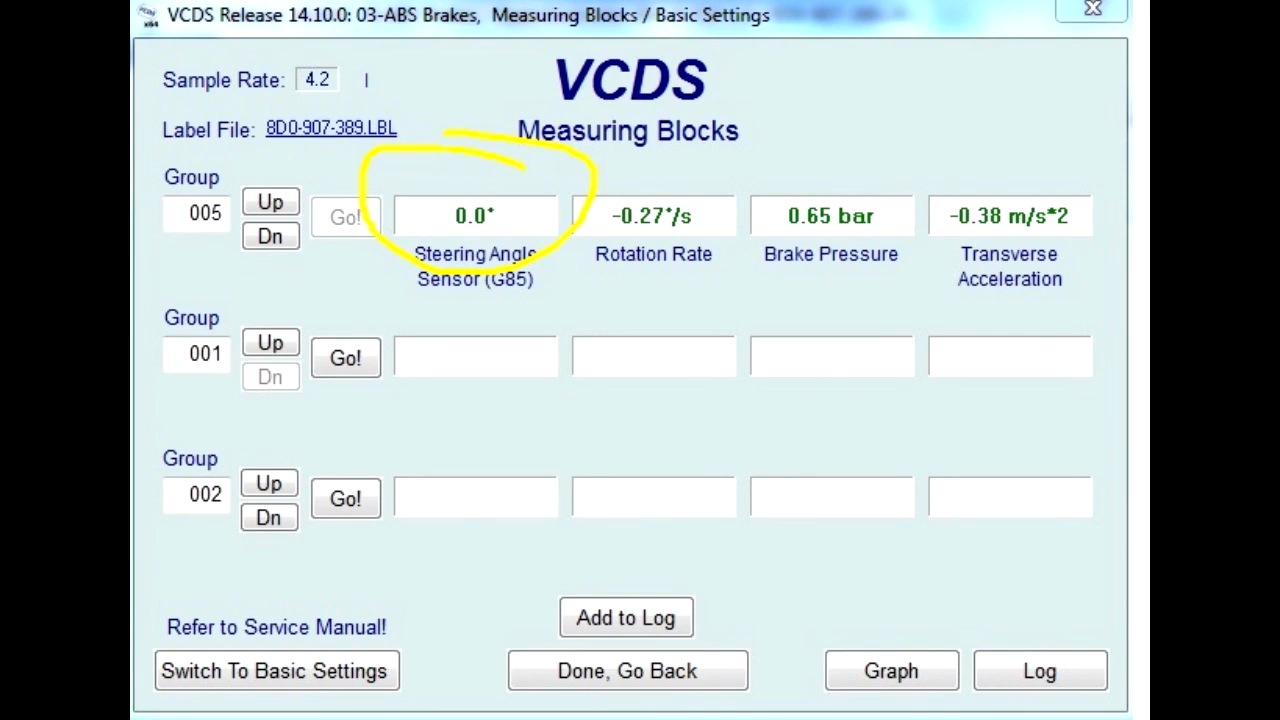 VCDS Release 14.10.0: 03-ABS Brakes, Measuring Blocks / Basic Settings
Sample Rate: 4.2 I
VCDS
Label File: 8D0-907-389.LBL
Measuring Blocks
Group
005 Up Dn Go! 0.0* -0.27*/s 0.65 bar -0.38 m/s*2
Steering Angle Rotation Rate Brake Pressure Transverse
Sensor (G85) Acceleration
Group
001 Up Dn Go!
Group
002 Up Dn Go!
Add to Log
Refer to Service Manual!
Switch To Basic Settings Done, Go Back Graph Log